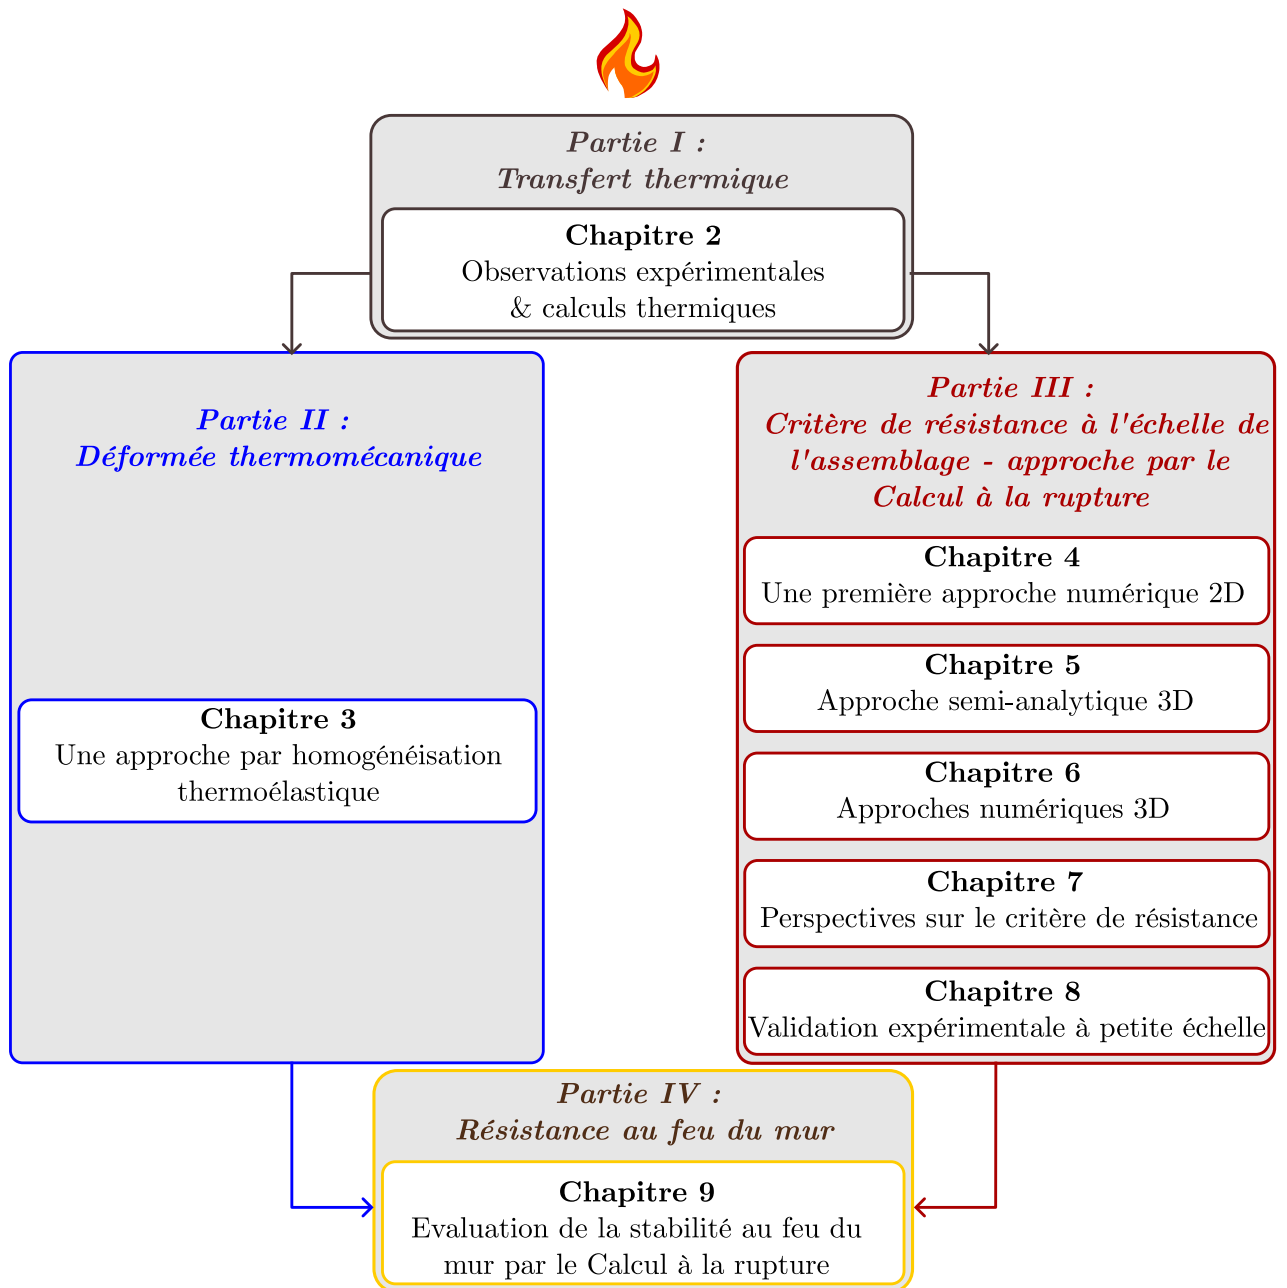 Partie I :
Transfert thermique
Chapitre 2
Observations expérimentales
& calculs thermiques
Partie II :
Déformée thermomécanique
Chapitre 3
Une approche par homogénéisation
thermoélastique
Partie III :
Critère de résistance à l'échelle de
l'assemblage - approche par le
Calcul à la rupture
Chapitre 4
Une première approche numérique 2D
Chapitre 5
Approche semi-analytique 3D
Chapitre 6
Approches numériques 3D
Chapitre 7
Perspectives sur le critère de résistance
Chapitre 8
Validation expérimentale à petite échelle
Partie IV :
Résistance au feu du mur
Chapitre 9
Evaluation de la stabilité au feu du
mur par le Calcul à la rupture